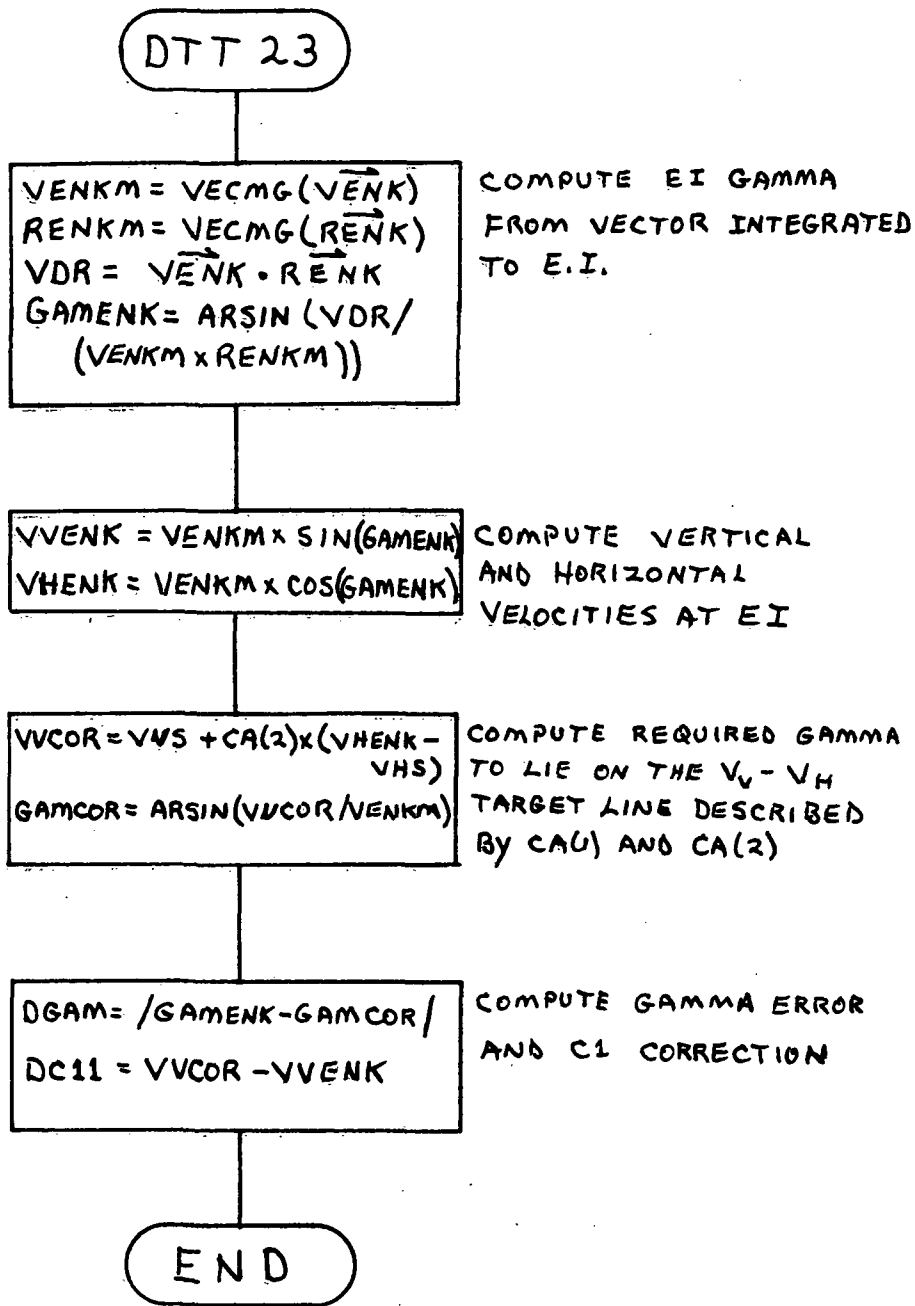 DTT 23
VENKM = VECMG(VENK)
RENKM = VECMG(RENK)
VDR = VENK • RENK
GAMENK = ARSIN (VDR/
(VENKM x RENKM))
COMPUTE EI GAMMA
FROM VECTOR INTEGRATED
TO E.I.
VVENK = VENKM x SIN(GAMENK)
VHENK = VENKM x COS(GAMENK)
COMPUTE VERTICAL
AND HORIZONTAL
VELOCITIES AT EI
VVCOR = VVS + CA(2)x(VHENK-
VHS)
GAMCOR = ARSIN(VVCOR/VENKM)
COMPUTE REQUIRED GAMMA
TO LIE ON THE Vv - VH
TARGET LINE DESCRIBED
By CA(1) AND CA(2)
DGAM = /GAMENK-GAMCOR/
DC11 = VVCOR - VVENK
COMPUTE GAMMA ERROR
AND C1 CORRECTION
END